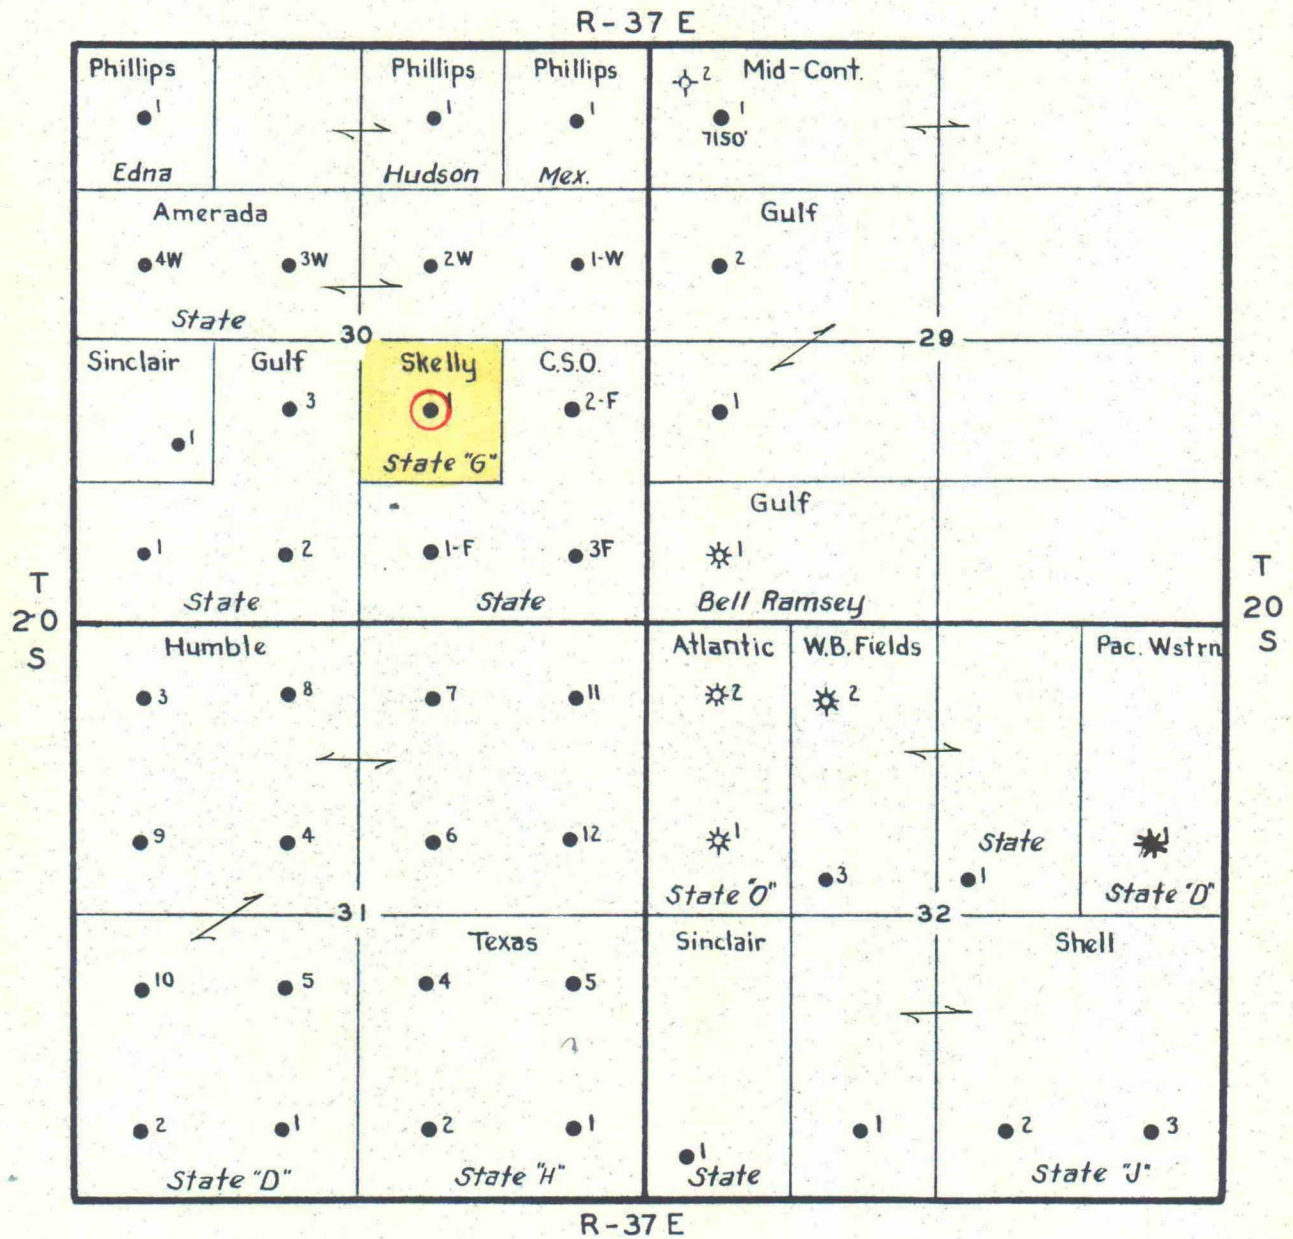 R-37 E
Phillips Phillips Phillips 2 Mid-Cont.
1 1 1 1
7150'
Edna Hudson Mex.
Amerada Gulf
4W 3W 2W 1-W 2
State
30 29
Sinclair Gulf Skelly C.S.O.
3 1 2-F 1
1
State "G"
Gulf
1 2 1-F 3F 1
State State Bell Ramsey
T
20
S
T
20
S
Humble Atlantic W.B. Fields Pac. Wstrn
3 8 7 11 2 2
9 4 6 12 1 State 1
3 1
State "O" State "D"
31 32
Texas Sinclair Shell
10 5 4 5
2 1 2 1 1 2 3
1
State "D" State "H" State State "J"
R-37 E